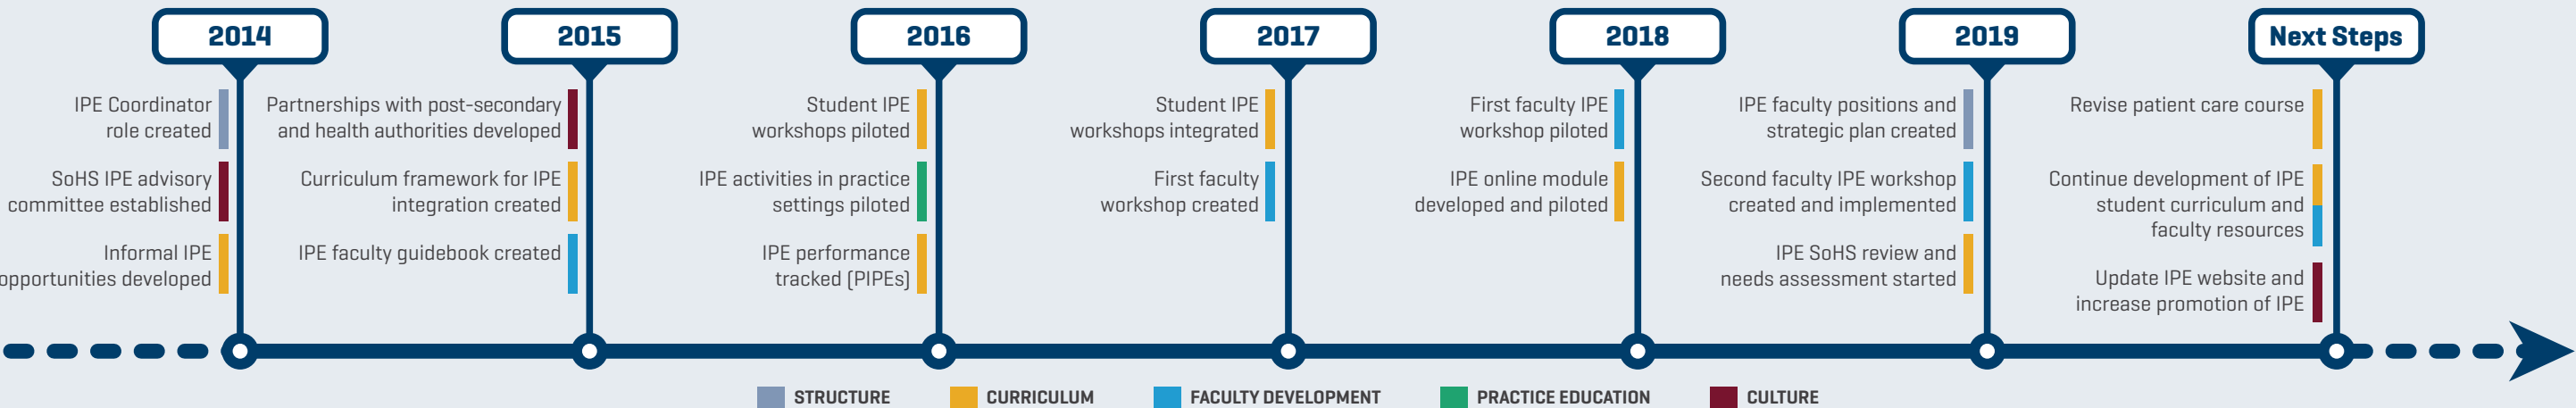 2014
IPE Coordinator
role created
SoHS IPE advisory
committee established
Informal IPE
opportunities developed
2015
Partnerships with post-secondary
and health authorities developed
Curriculum framework for IPE
integration created
IPE faculty guidebook created
2016
Student IPE
workshops piloted
IPE activities in practice
settings piloted
IPE performance
tracked (PIPEs)
2017
Student IPE
workshops integrated
First faculty
workshop created
2018
First faculty IPE
workshop piloted
IPE online module
developed and piloted
2019
IPE faculty positions and
strategic plan created
Second faculty IPE workshop
created and implemented
IPE SoHS review and
needs assessment started
Next Steps
Revise patient care course
Continue development of IPE
student curriculum and
faculty resources
Update IPE website and
increase promotion of IPE
STRUCTURE
CURRICULUM
FACULTY DEVELOPMENT
PRACTICE EDUCATION
CULTURE